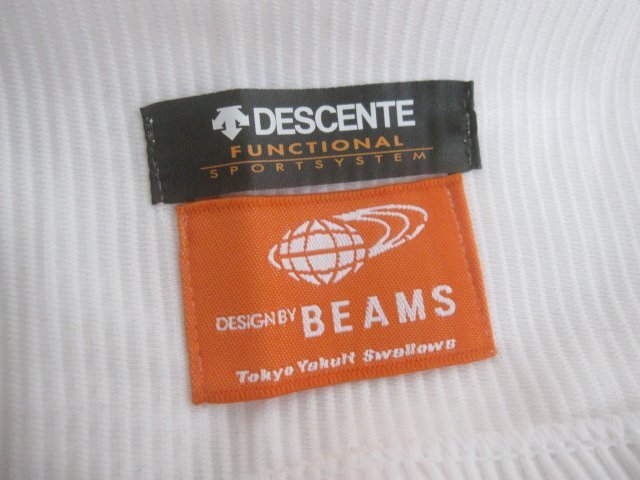 DESCENTE
FUNCTIONAL
SPORTSYSTEM
DESIGN BY BEAMS
Tokyo Yakult Swallows